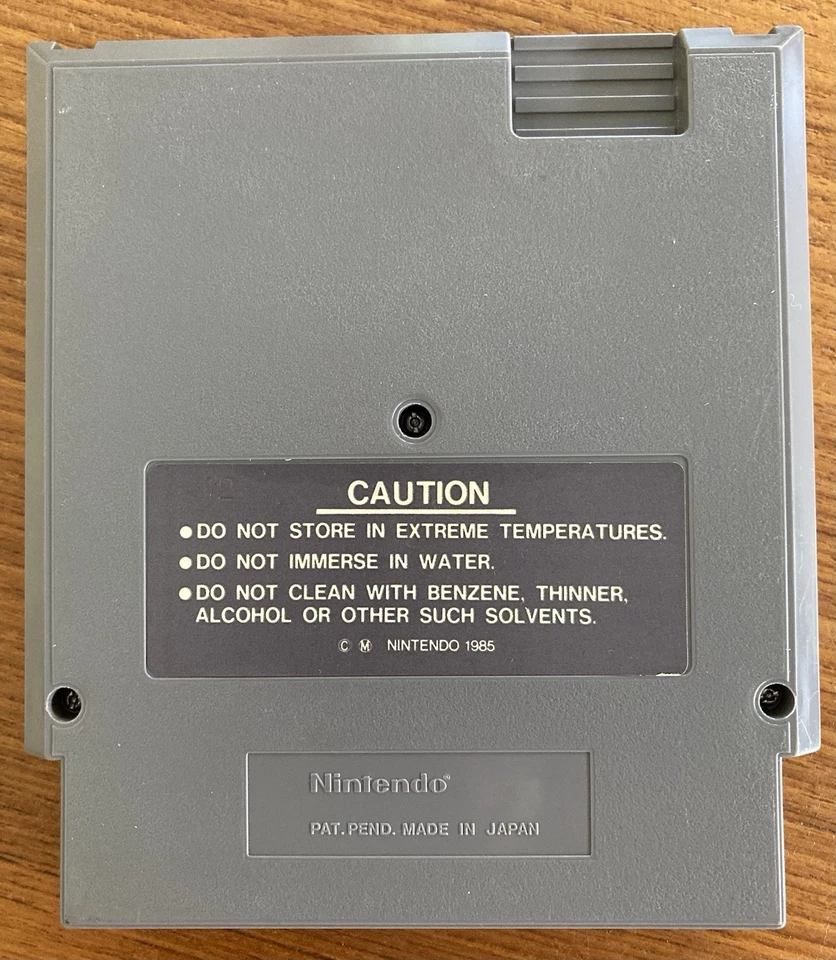 CAUTION
●DO NOT STORE IN EXTREME TEMPERATURES.
●DO NOT IMMERSE IN WATER.
●DO NOT CLEAN WITH BENZENE, THINNER,
ALCOHOL OR OTHER SUCH SOLVENTS.
Ⓒ Ⓜ NINTENDO 1985
Nintendo®
PAT. PEND. MADE IN JAPAN